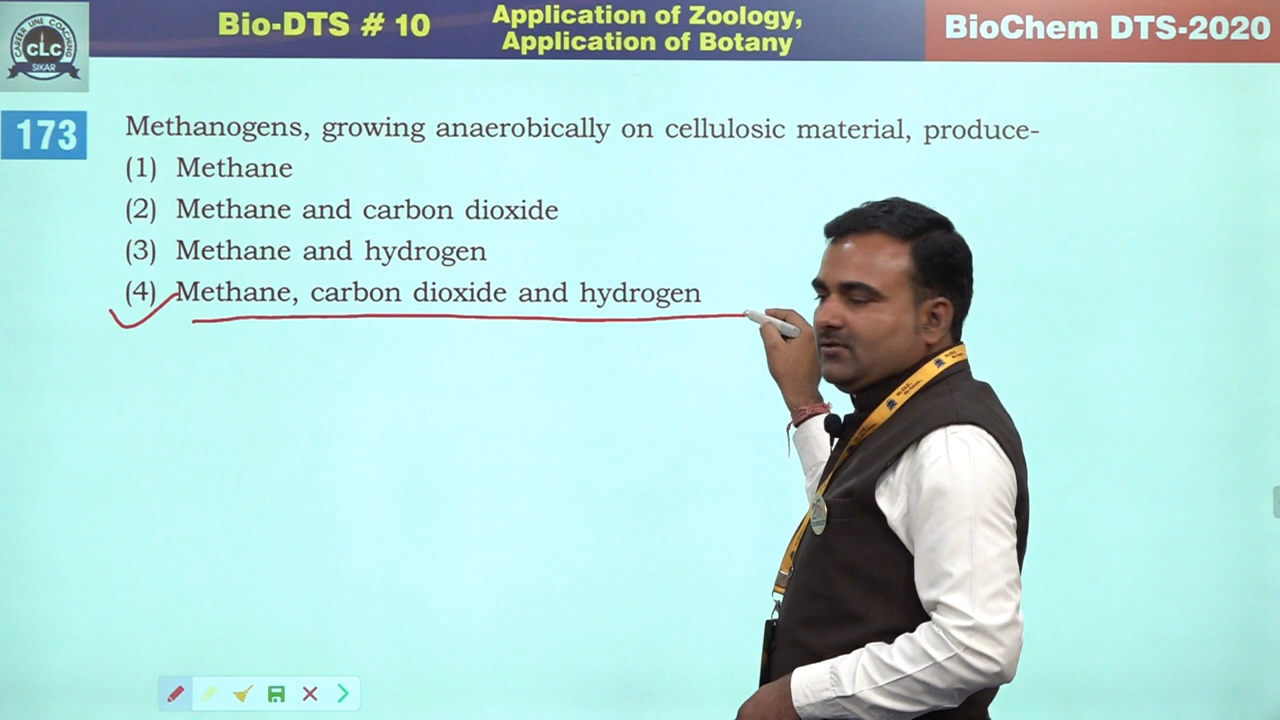 Bio-DTS # 10
Application of Zoology,
Application of Botany
BioChem DTS-2020
CAREER LINE COACHING
CLC
SIKAR
173
Methanogens, growing anaerobically on cellulosic material, produce-
(1) Methane
(2) Methane and carbon dioxide
(3) Methane and hydrogen
(4) Methane, carbon dioxide and hydrogen